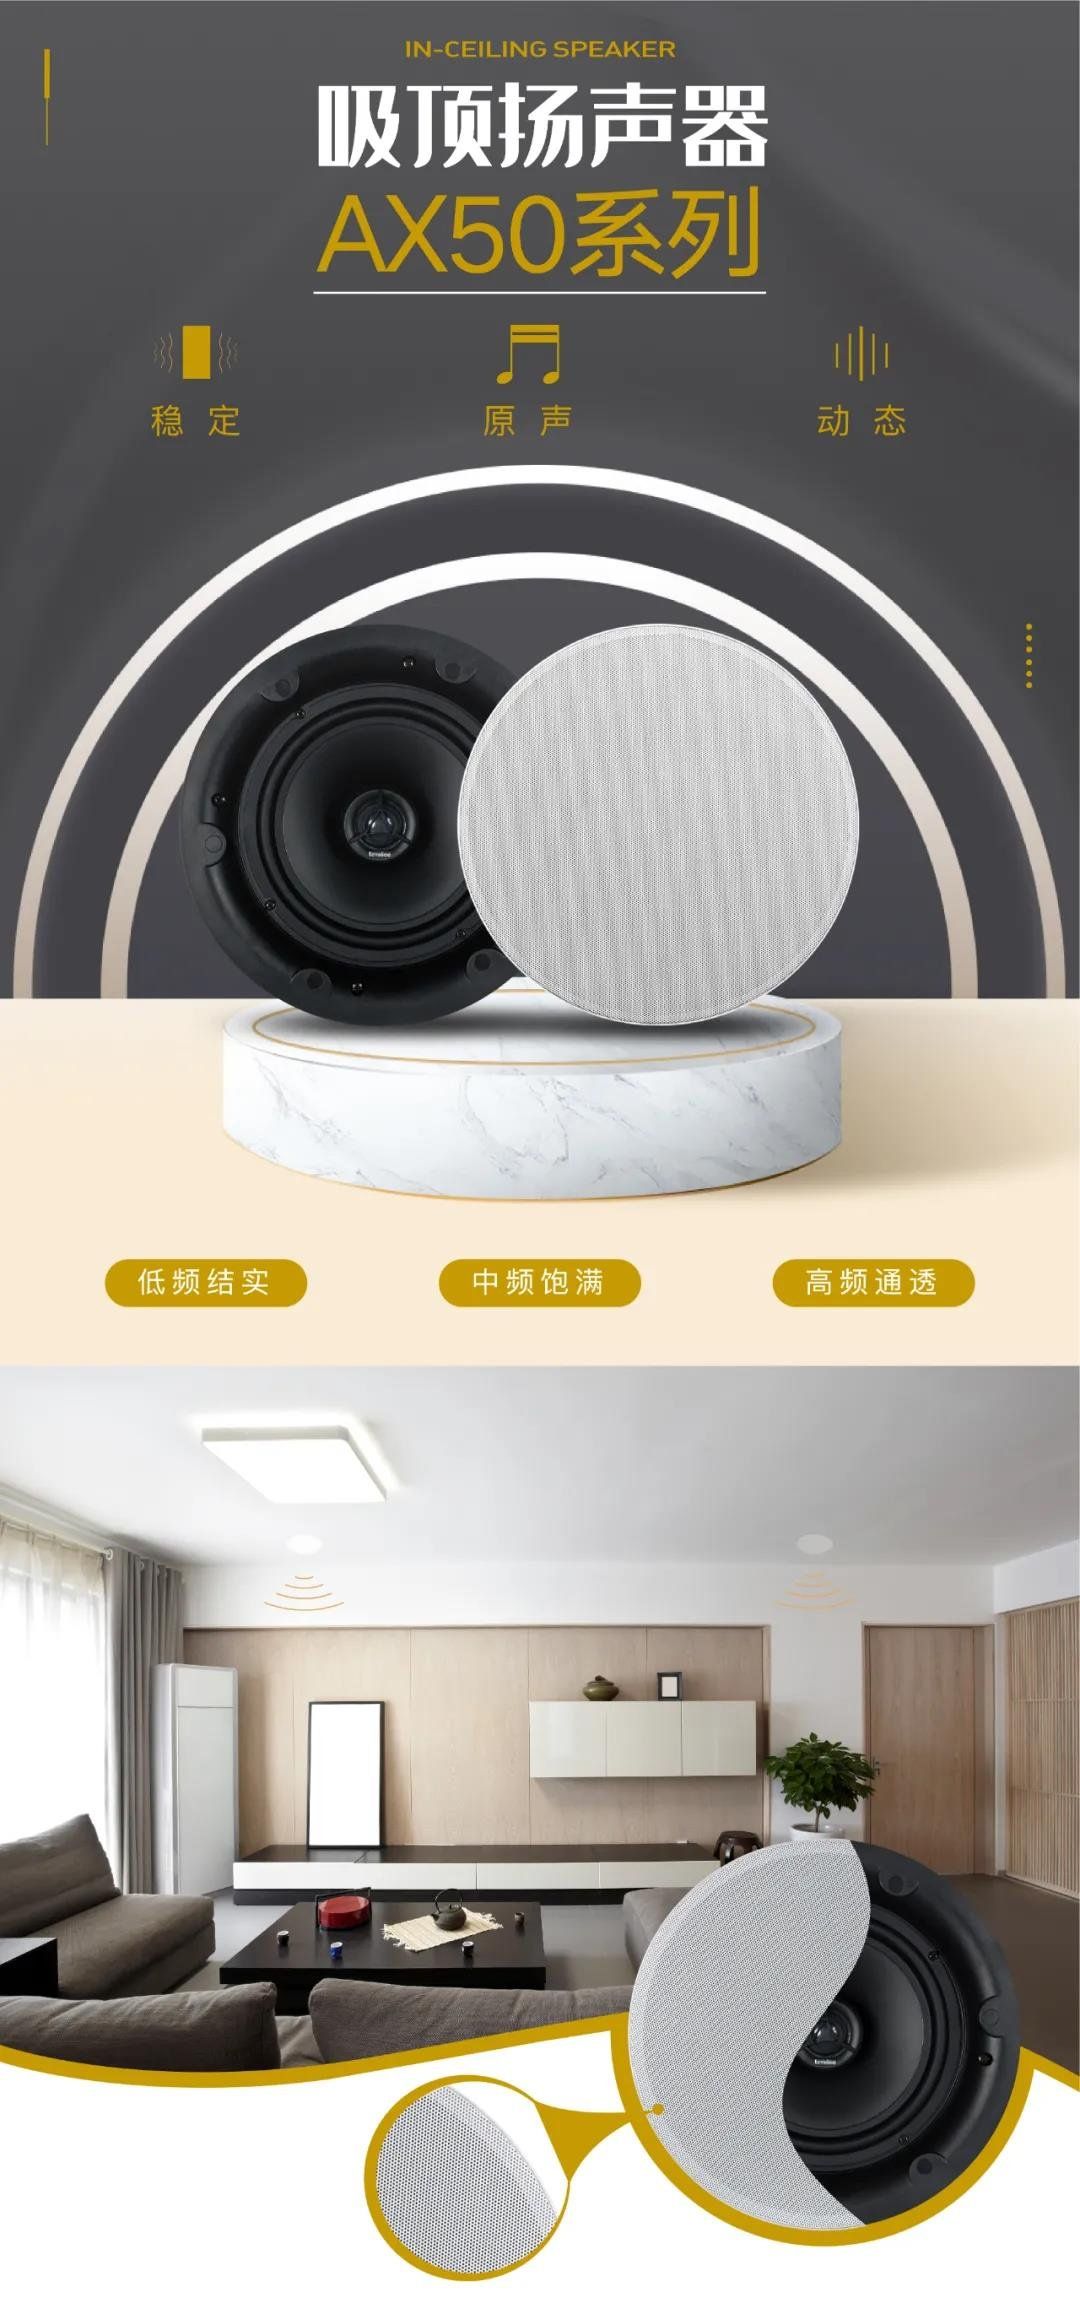 IN-CEILING SPEAKER
吸顶扬声器
AX50系列
稳定
原声
动态
低频结实
中频饱满
高频通透